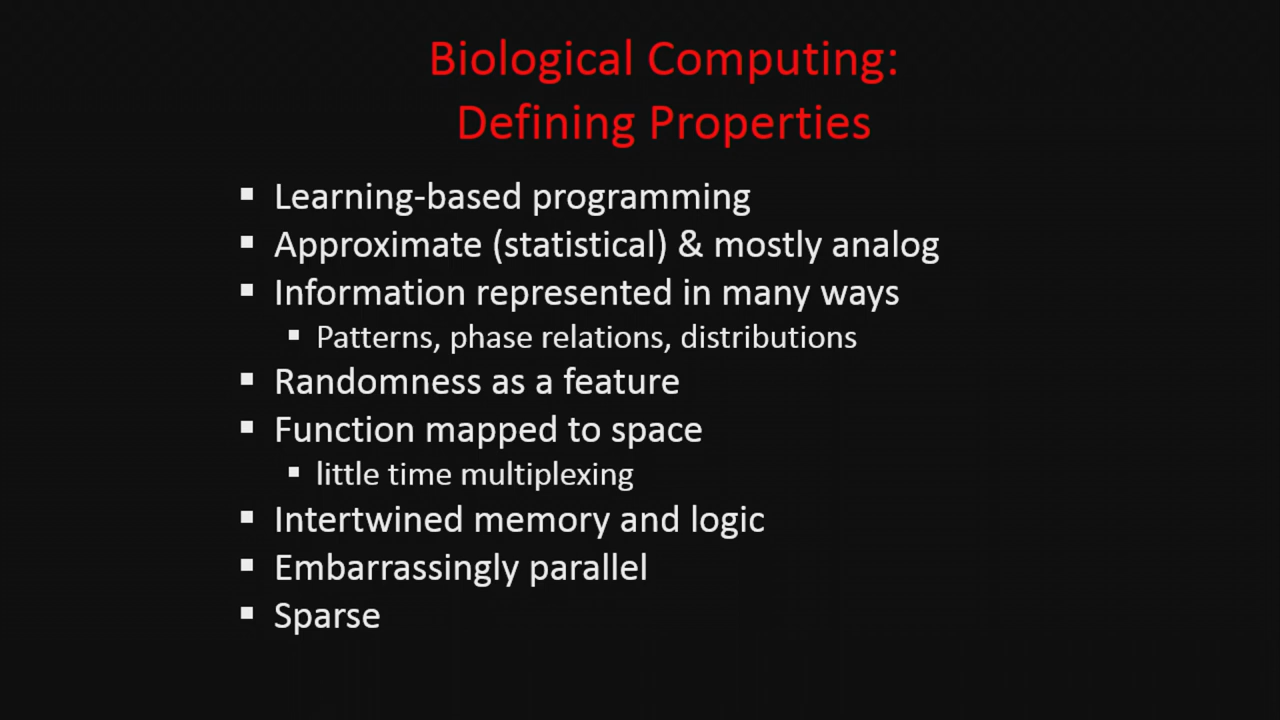 Biological Computing:
Defining Properties
▪ Learning-based programming
▪ Approximate (statistical) & mostly analog
▪ Information represented in many ways
▪ Patterns, phase relations, distributions
▪ Randomness as a feature
▪ Function mapped to space
▪ little time multiplexing
▪ Intertwined memory and logic
▪ Embarrassingly parallel
▪ Sparse